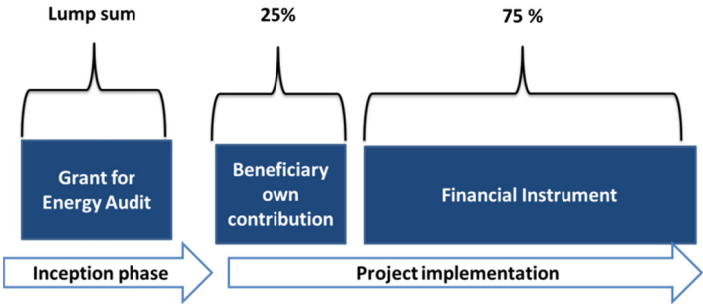 Lump sum
25%
75 %
Grant for
Energy Audit
Beneficiary
own
contribution
Financial Instrument
Inception phase
Project implementation